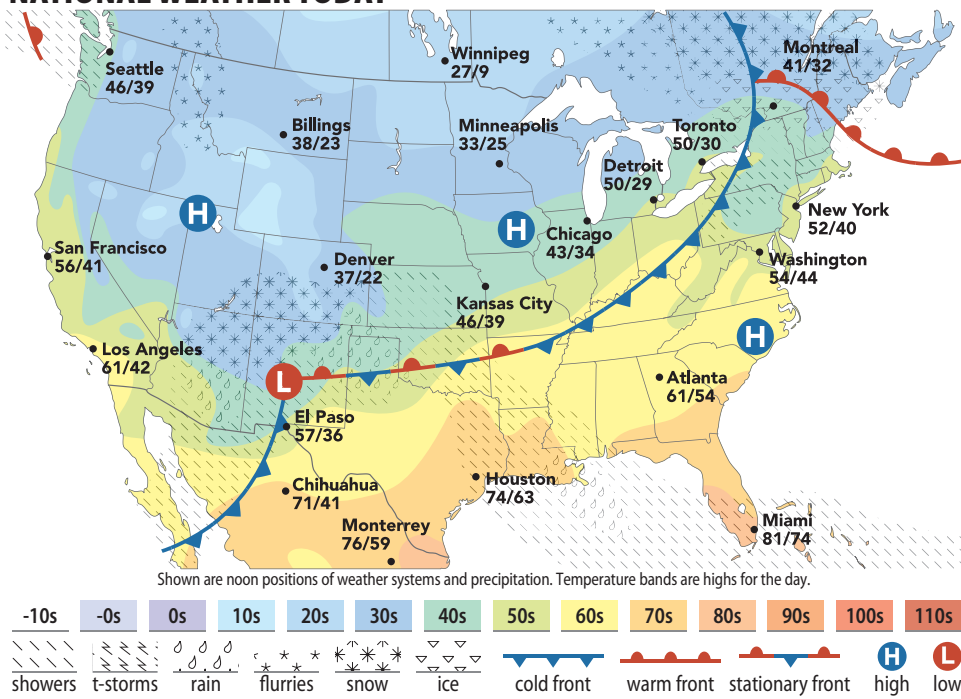 NATIONAL WEATHER TODAY
Seattle
46/39
Winnipeg
27/9
Montreal
41/32
Billings
38/23
Minneapolis
33/25
Toronto
50/30
Detroit
50/29
New York
52/40
San Francisco
56/41
Denver
37/22
Chicago
43/34
Washington
54/44
Kansas City
46/39
Los Angeles
61/42
Atlanta
61/54
El Paso
57/36
Chihuahua
71/41
Houston
74/63
Monterrey
76/59
Miami
81/74
H
H
H
L
Shown are noon positions of weather systems and precipitation. Temperature bands are highs for the day.
-10s -0s 0s 10s 20s 30s 40s 50s 60s 70s 80s 90s 100s 110s
H L
showers t-storms rain flurries snow ice cold front warm front stationary front high low